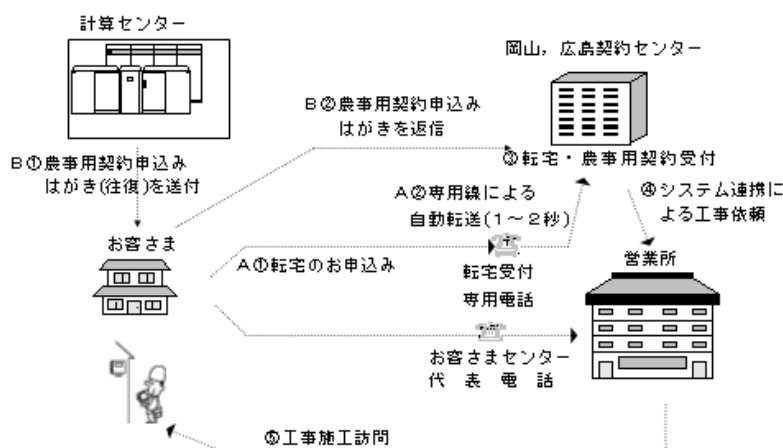 計算センター
岡山，広島契約センター
B②農事用契約申込み
はがきを返信
B①農事用契約申込み
はがき(往復)を送付
③転宅・農事用契約受付
A②専用線による
自動転送(1～2秒)
④システム連携に
よる工事依頼
お客さま
A①転宅のお申込み
転宅受付
専用電話
営業所
お客さまセンター
代表電話
⑤工事施工訪問